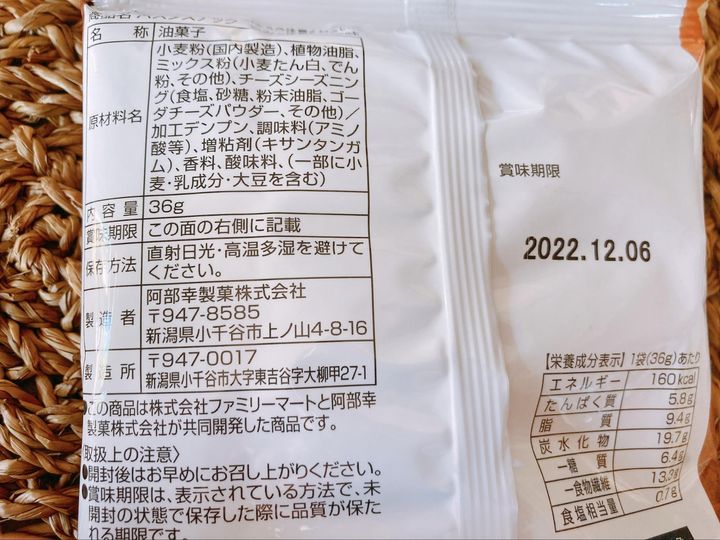 名称 油菓子
原材料名
小麦粉(国内製造)、植物油脂、
ミックス粉(小麦たん白、でん
粉、その他)、チーズシーズニン
グ(食塩、砂糖、粉末油脂、ゴー
ダチーズパウダー、その他)/
加工デンプン、調味料(アミノ
酸等)、増粘剤(キサンタンガ
ム)、香料、酸味料、(一部に小
麦・乳成分・大豆を含む)
内容量 36g
賞味期限 この面の右側に記載
保存方法
直射日光・高温多湿を避けて
ください。
製造者
阿部幸製菓株式会社
〒947-8585
新潟県小千谷市上ノ山4-8-16
製造所
〒947-0017
新潟県小千谷市大字東吉谷字大柳甲27-1
●この商品は株式会社ファミリーマートと阿部幸
製菓株式会社が共同開発した商品です。
〈取扱上の注意〉
●開封後はお早めにお召し上がりください。
●賞味期限は、表示されている方法で、未
開封の状態で保存した際に品質が保た
れる期限です。
賞味期限
2022.12.06
【栄養成分表示】1袋(36g)あたり
エネルギー 160kcal
たんぱく質 5.8g
脂質 9.4g
炭水化物 19.7g
－糖質 6.4g
－食物繊維 13.3g
食塩相当量 0.7g